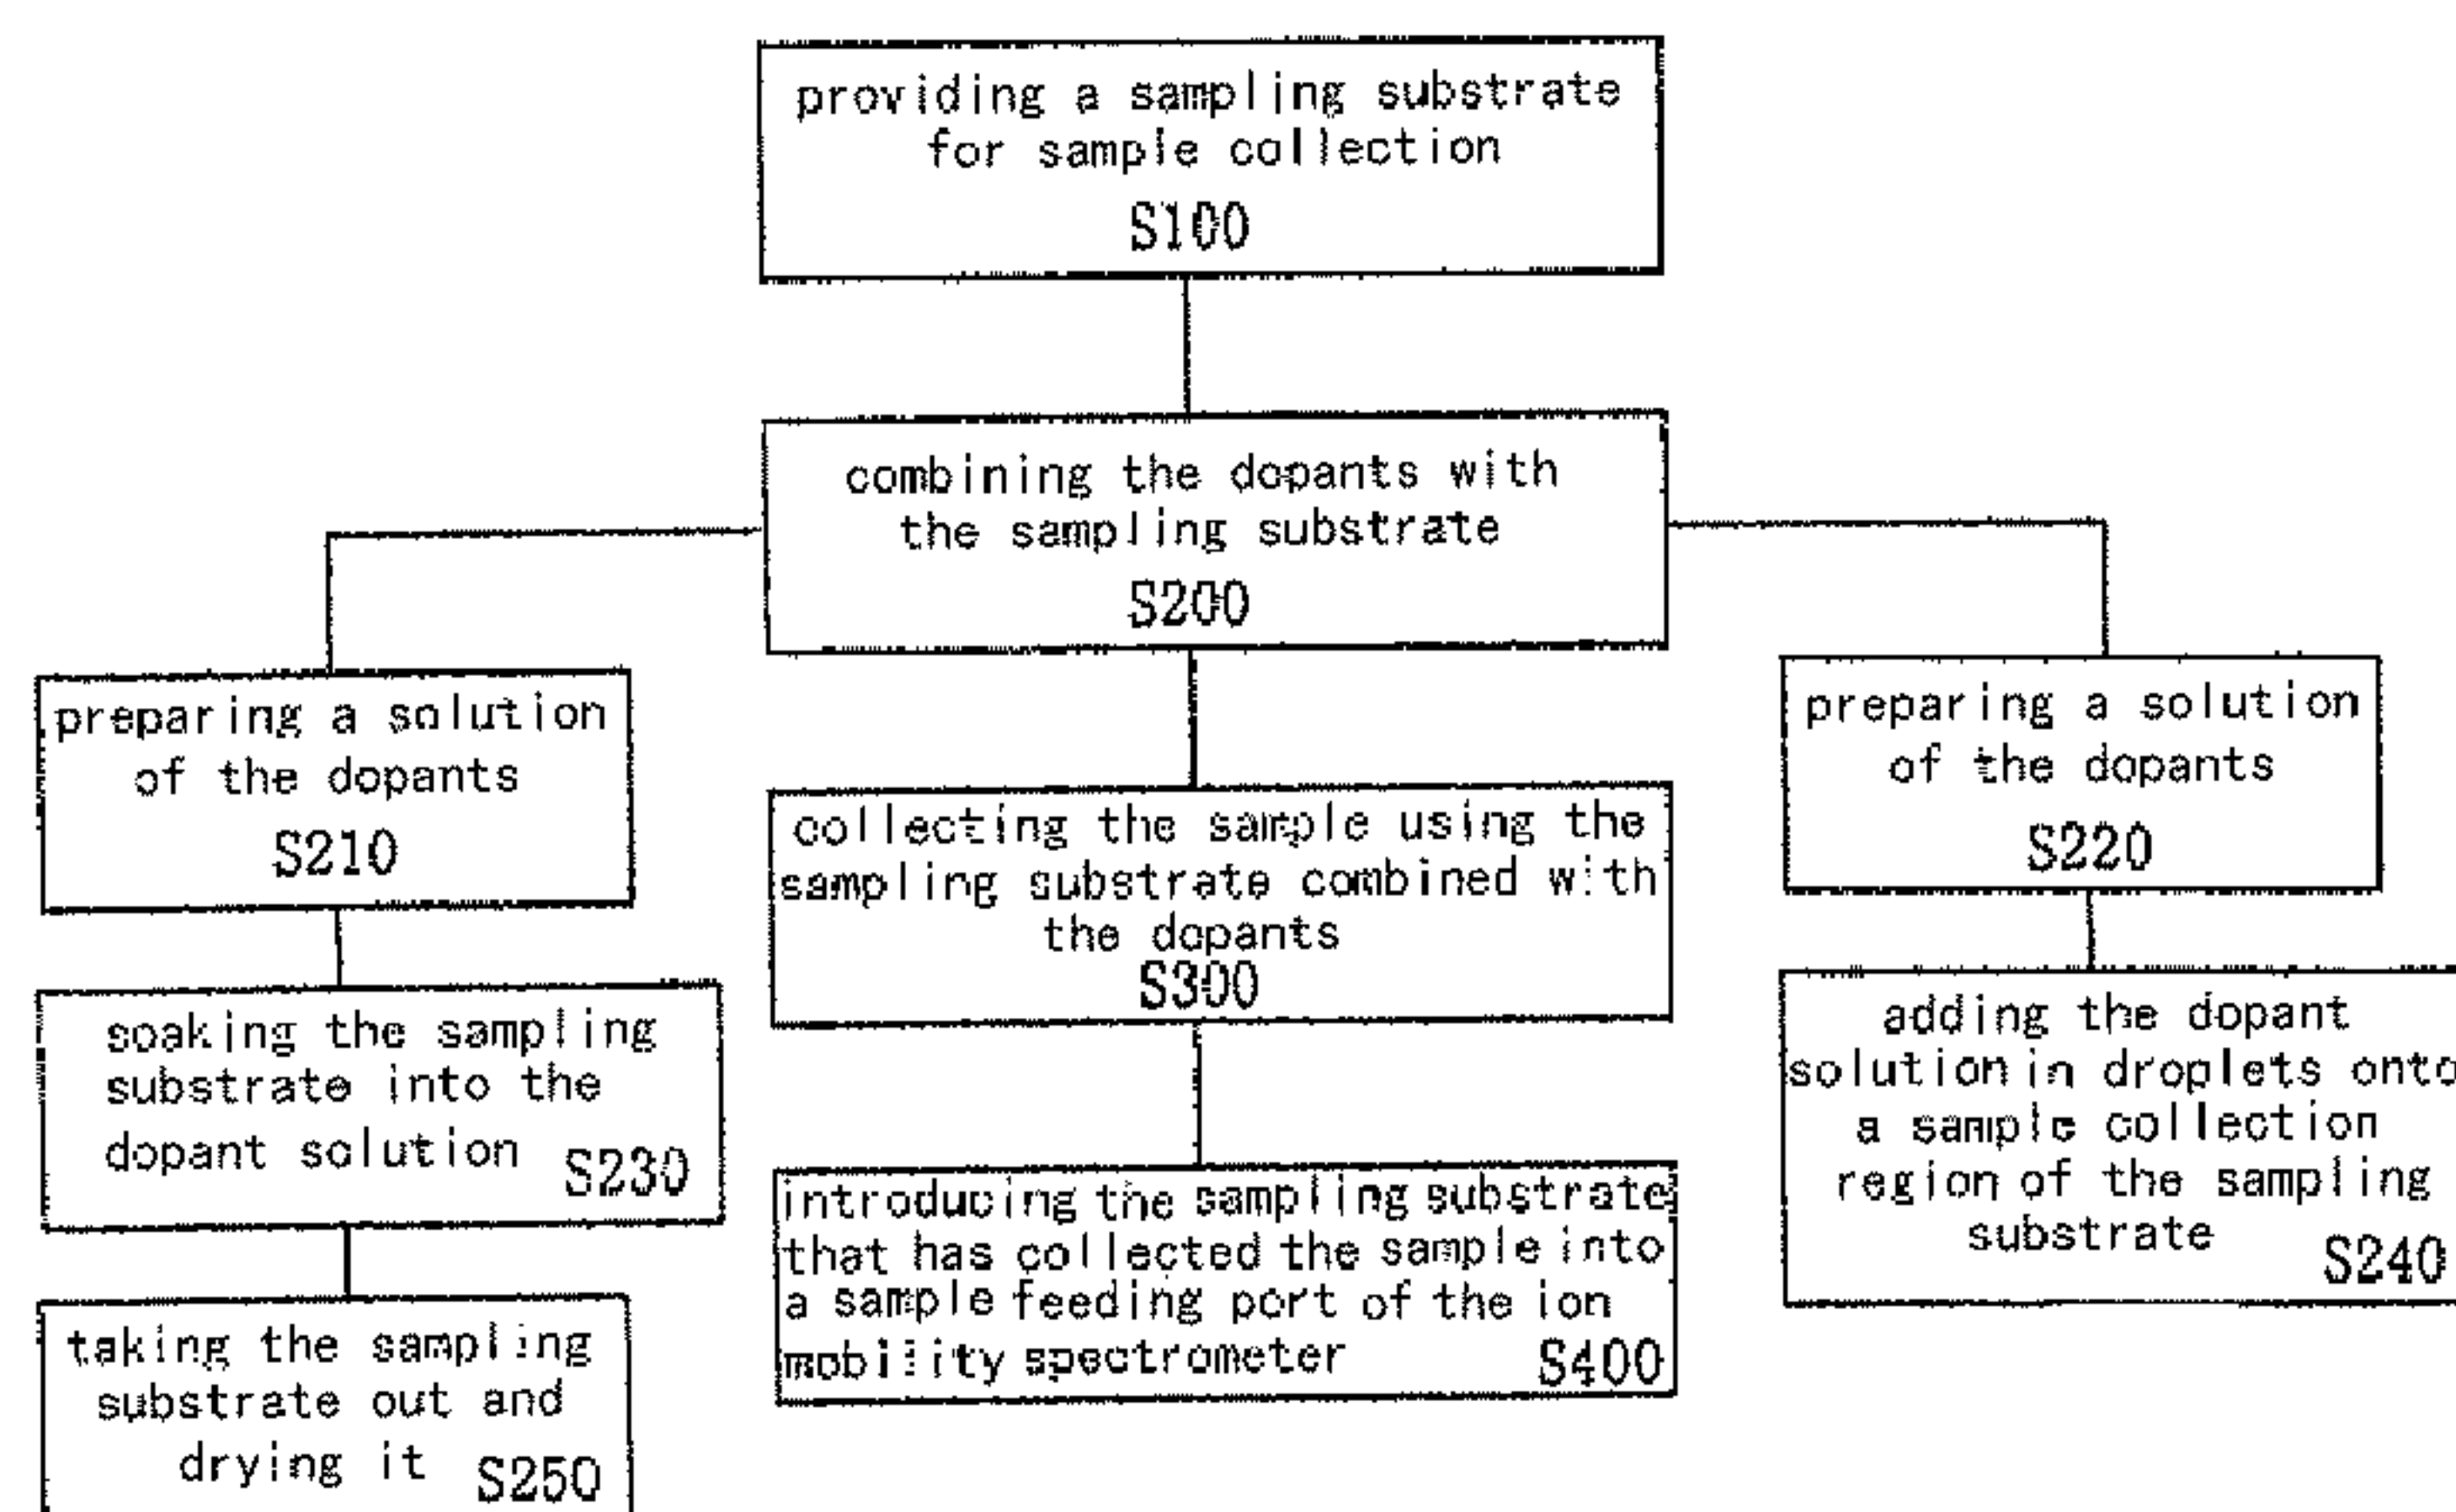 providing a sampling substrate
for sample collection
S100
combining the dopants with
the sampling substrate
S200
preparing a solution
of the dopants
S210
soaking the sampling
substrate into the
dopant solution S230
taking the sampling
substrate out and
drying it S250
collecting the sample using the
sampling substrate combined with
the dopants
S300
introducing the sampling substrate
that has collected the sample into
a sample feeding port of the ion
mobility spectrometer S400
preparing a solution
of the dopants
S220
adding the dopant
solution in droplets onto
a sample collection
region of the sampling
substrate S240